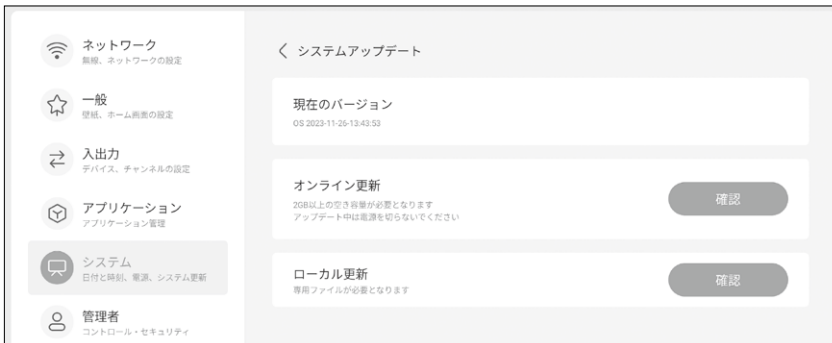 ネットワーク
無線、ネットワークの設定
一般
壁紙、ホーム画面の設定
入出力
デバイス、チャンネルの設定
アプリケーション
アプリケーション管理
システム
日付と時刻、電源、システム更新
管理者
コントロール・セキュリティ
システムアップデート
現在のバージョン
OS 2023-11-26-13:43:53
オンライン更新
2GB以上の空き容量が必要となります
アップデート中は電源を切らないでください
確認
ローカル更新
専用ファイルが必要となります
確認